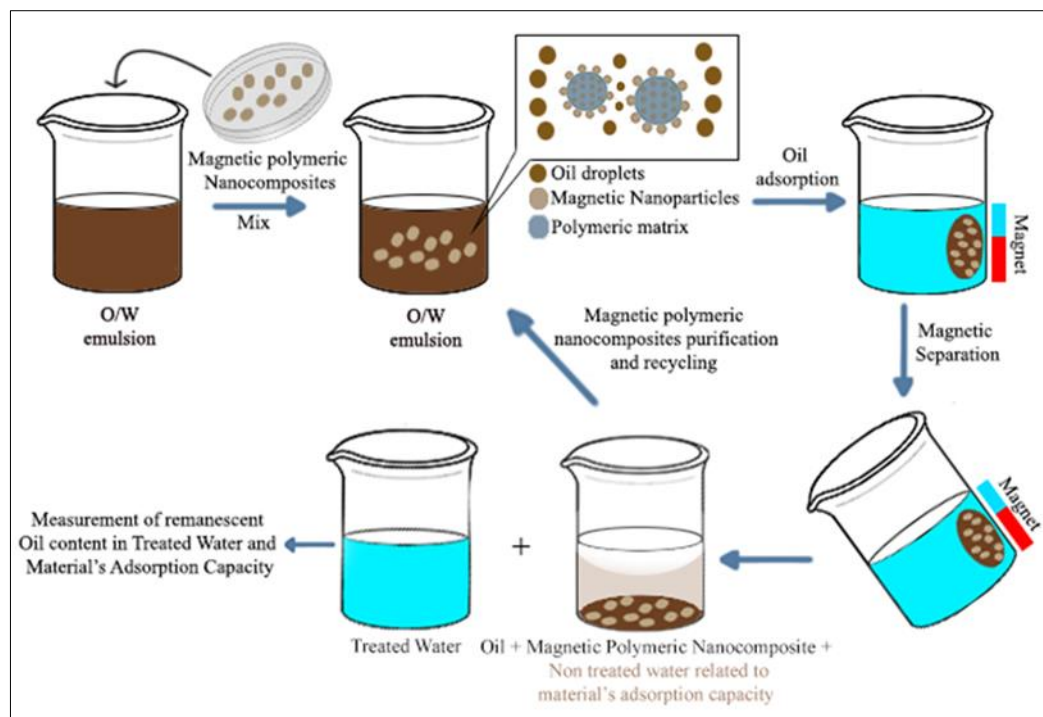 Magnetic polymeric
Nanocomposites
Mix
O/W
emulsion
O/W
emulsion
Oil droplets
Magnetic Nanoparticles
Polymeric matrix
Oil
adsorption
Magnet
Magnetic
Separation
Magnetic polymeric
nanocomposites purification
and recycling
Magnet
Measurement of remanescent
Oil content in Treated Water and
Material's Adsorption Capacity
Treated Water
+
Oil + Magnetic Polymeric Nanocomposite +
Non treated water related to
material's adsorption capacity